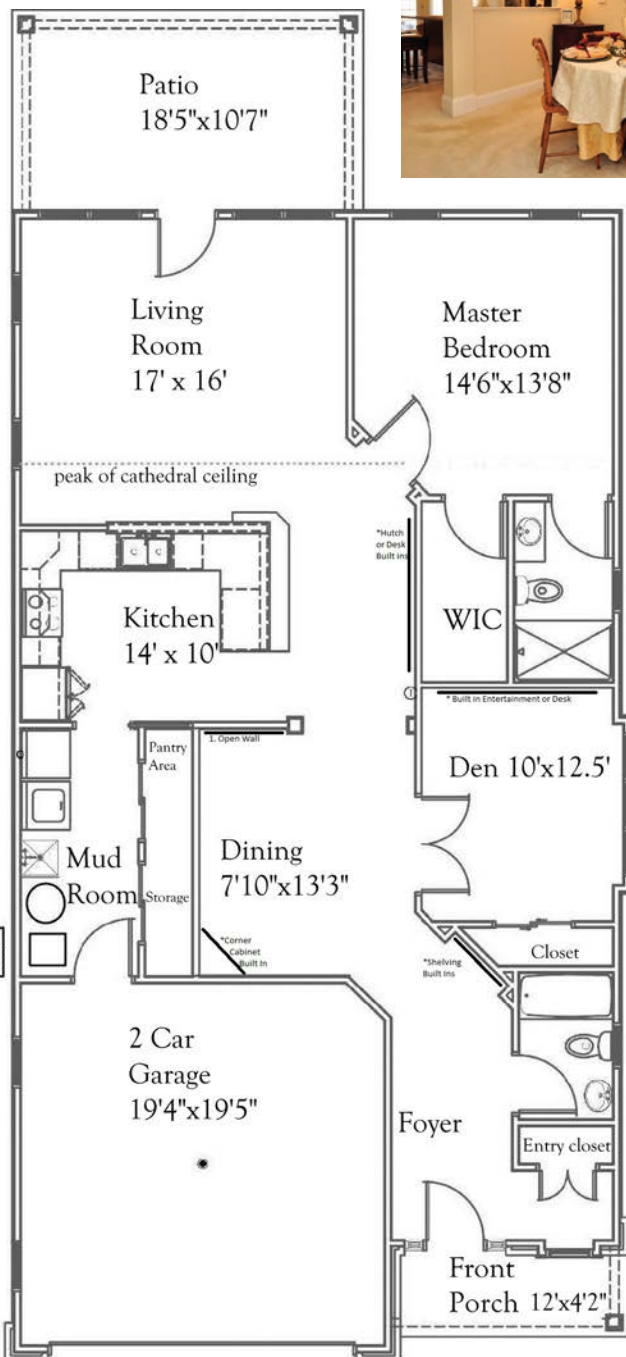 Patio
18'5"x10'7"
Living
Room
17' x 16'
Master
Bedroom
14'6"x13'8"
peak of cathedral ceiling
*Hutch
or Desk
Built ins
Kitchen
14' x 10'
WIC
* Built in Entertainment or Desk
1. Open Wall
Pantry
Area
Den 10'x12.5'
Mud
Room
Storage
Dining
7'10"x13'3"
*Corner
Cabinet
Built In
*Shelving
Built Ins
Closet
2 Car
Garage
19'4"x19'5"
Foyer
Entry closet
Front
Porch 12'x4'2"